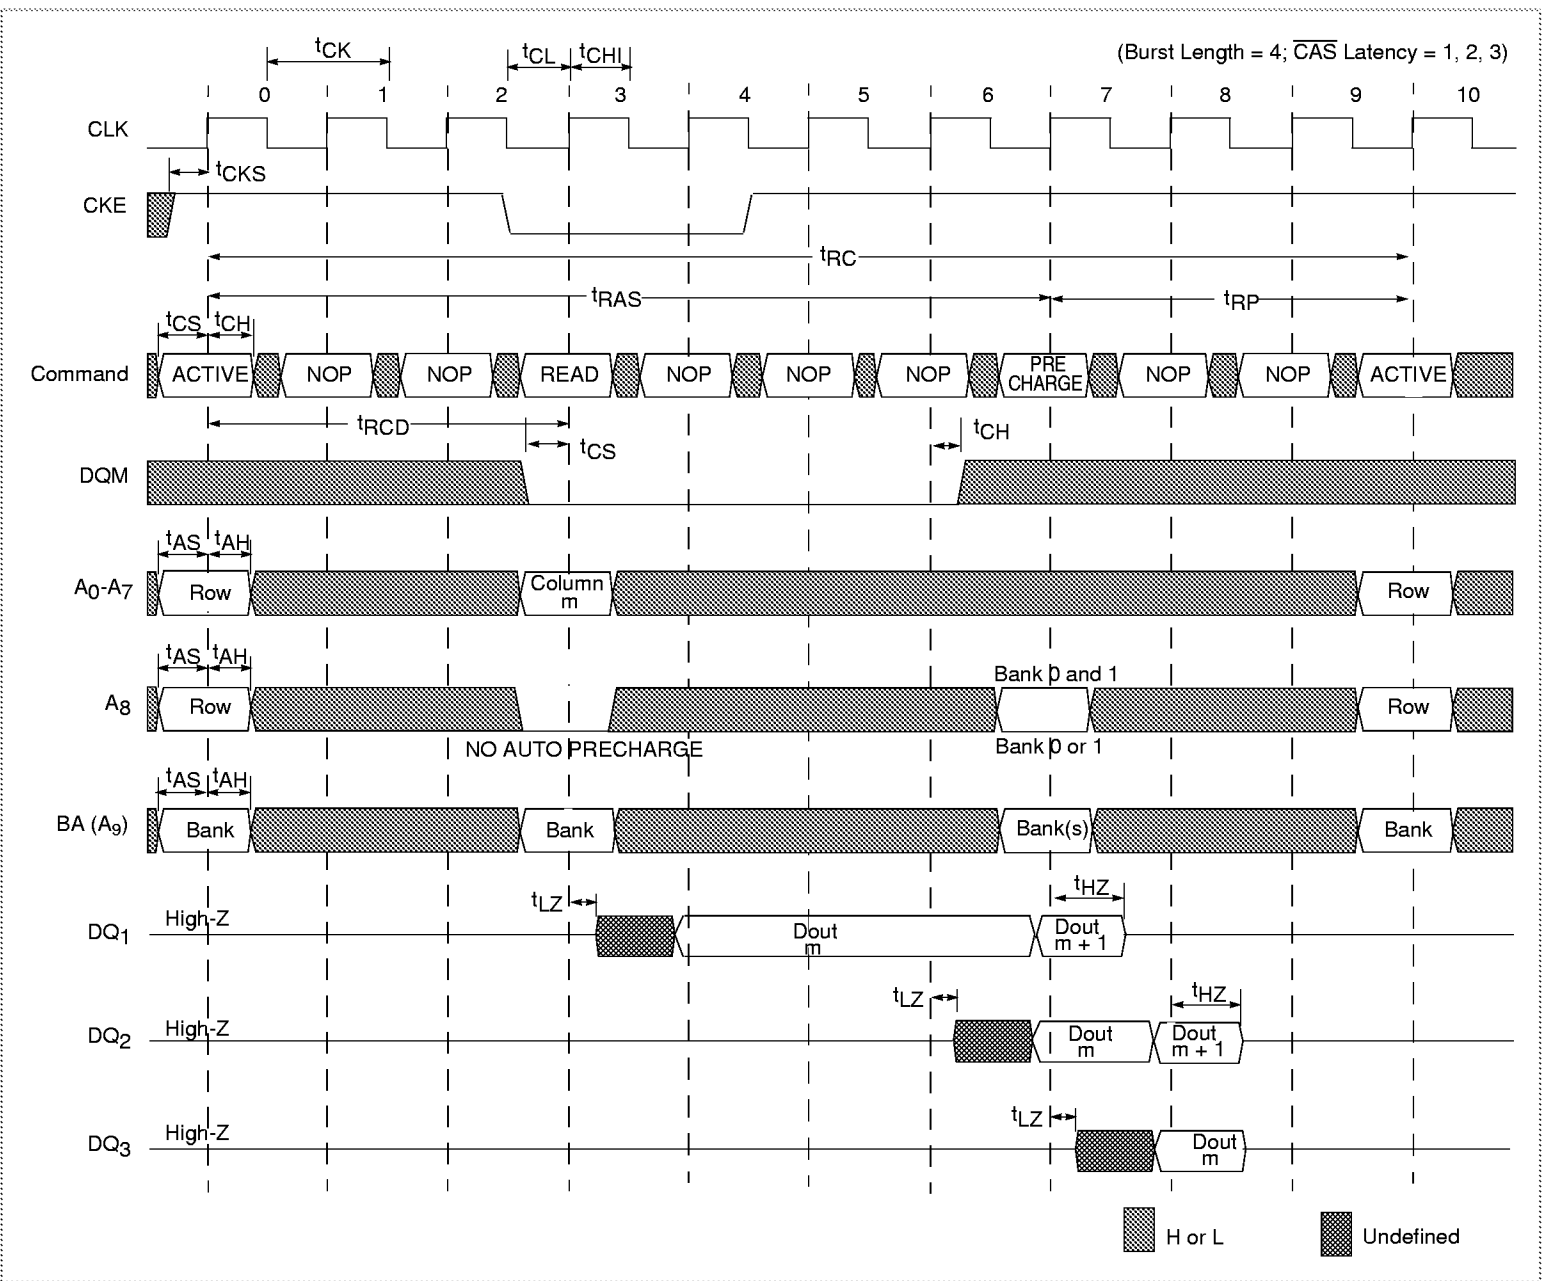 (Burst Length = 4; CAS Latency = 1, 2, 3)
tCK tCL tCHI
0 1 2 3 4 5 6 7 8 9 10
CLK
tCKS
CKE
tRC
tRAS tRP
tCS tCH
Command ACTIVE NOP NOP READ NOP NOP NOP PRE CHARGE NOP NOP ACTIVE
tRCD tCS tCH
DQM
tAS tAH
A0-A7 Row Column m Row
tAS tAH Bank 0 and 1
A8 Row Row
NO AUTO PRECHARGE Bank 0 or 1
tAS tAH
BA (A9) Bank Bank Bank(s) Bank
tLZ tHZ
DQ1 High-Z Dout m Dout m + 1
tLZ tHZ
DQ2 High-Z Dout m Dout m + 1
tLZ
DQ3 High-Z Dout m
H or L Undefined